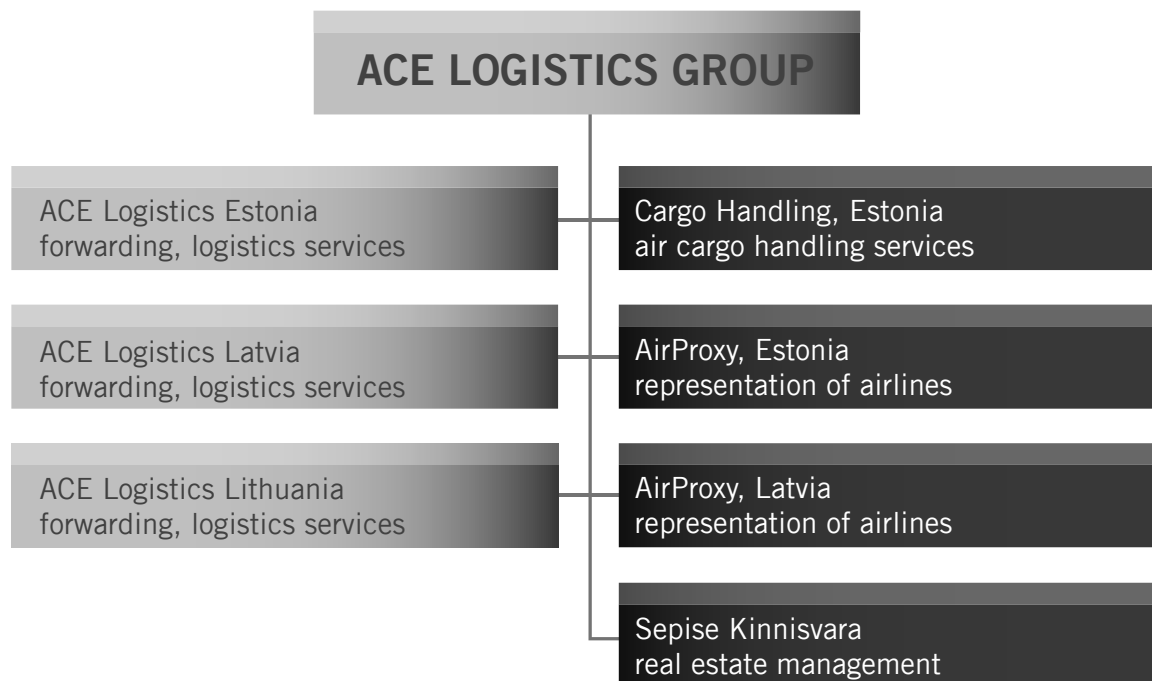 ACE LOGISTICS GROUP
ACE Logistics Estonia
forwarding, logistics services
Cargo Handling, Estonia
air cargo handling services
ACE Logistics Latvia
forwarding, logistics services
AirProxy, Estonia
representation of airlines
ACE Logistics Lithuania
forwarding, logistics services
AirProxy, Latvia
representation of airlines
Sepise Kinnisvara
real estate management